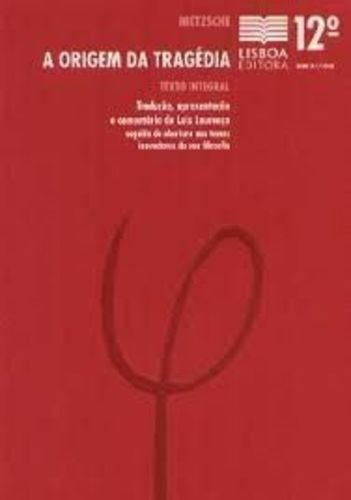 NIETZSCHE
A ORIGEM DA TRAGÉDIA
LISBOA
EDITORA
12º
TEXTO INTEGRAL
Tradução, apresentação
e comentário de Luís Lourenço
seguido de abertura aos temas
inovadores da sua filosofia